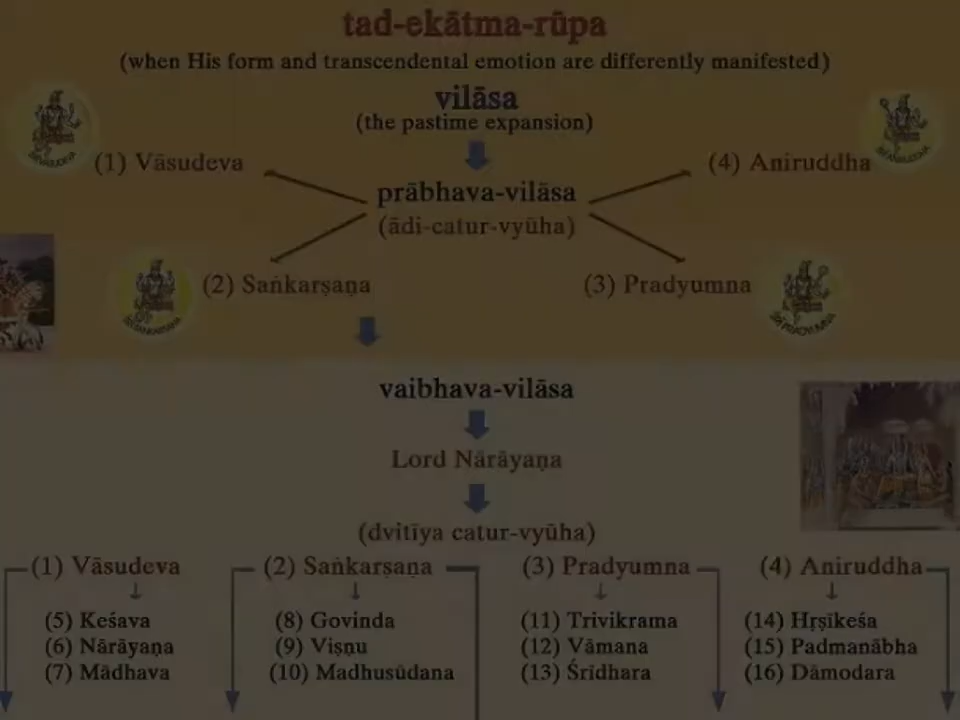 tad-ekātma-rūpa
(when His form and transcendental emotion are differently manifested)
vilāsa
(the pastime expansion)
(1) Vāsudeva
(4) Aniruddha
prābhava-vilāsa
(ādi-catur-vyūha)
(2) Saṅkarṣaṇa
(3) Pradyumna
vaibhava-vilāsa
Lord Nārāyaṇa
(dvitīya catur-vyūha)
(1) Vāsudeva (2) Saṅkarṣaṇa (3) Pradyumna (4) Aniruddha
(5) Keśava (8) Govinda (11) Trivikrama (14) Hṛṣīkeśa
(6) Nārāyaṇa (9) Viṣṇu (12) Vāmana (15) Padmanābha
(7) Mādhava (10) Madhusūdana (13) Śrīdhara (16) Dāmodara